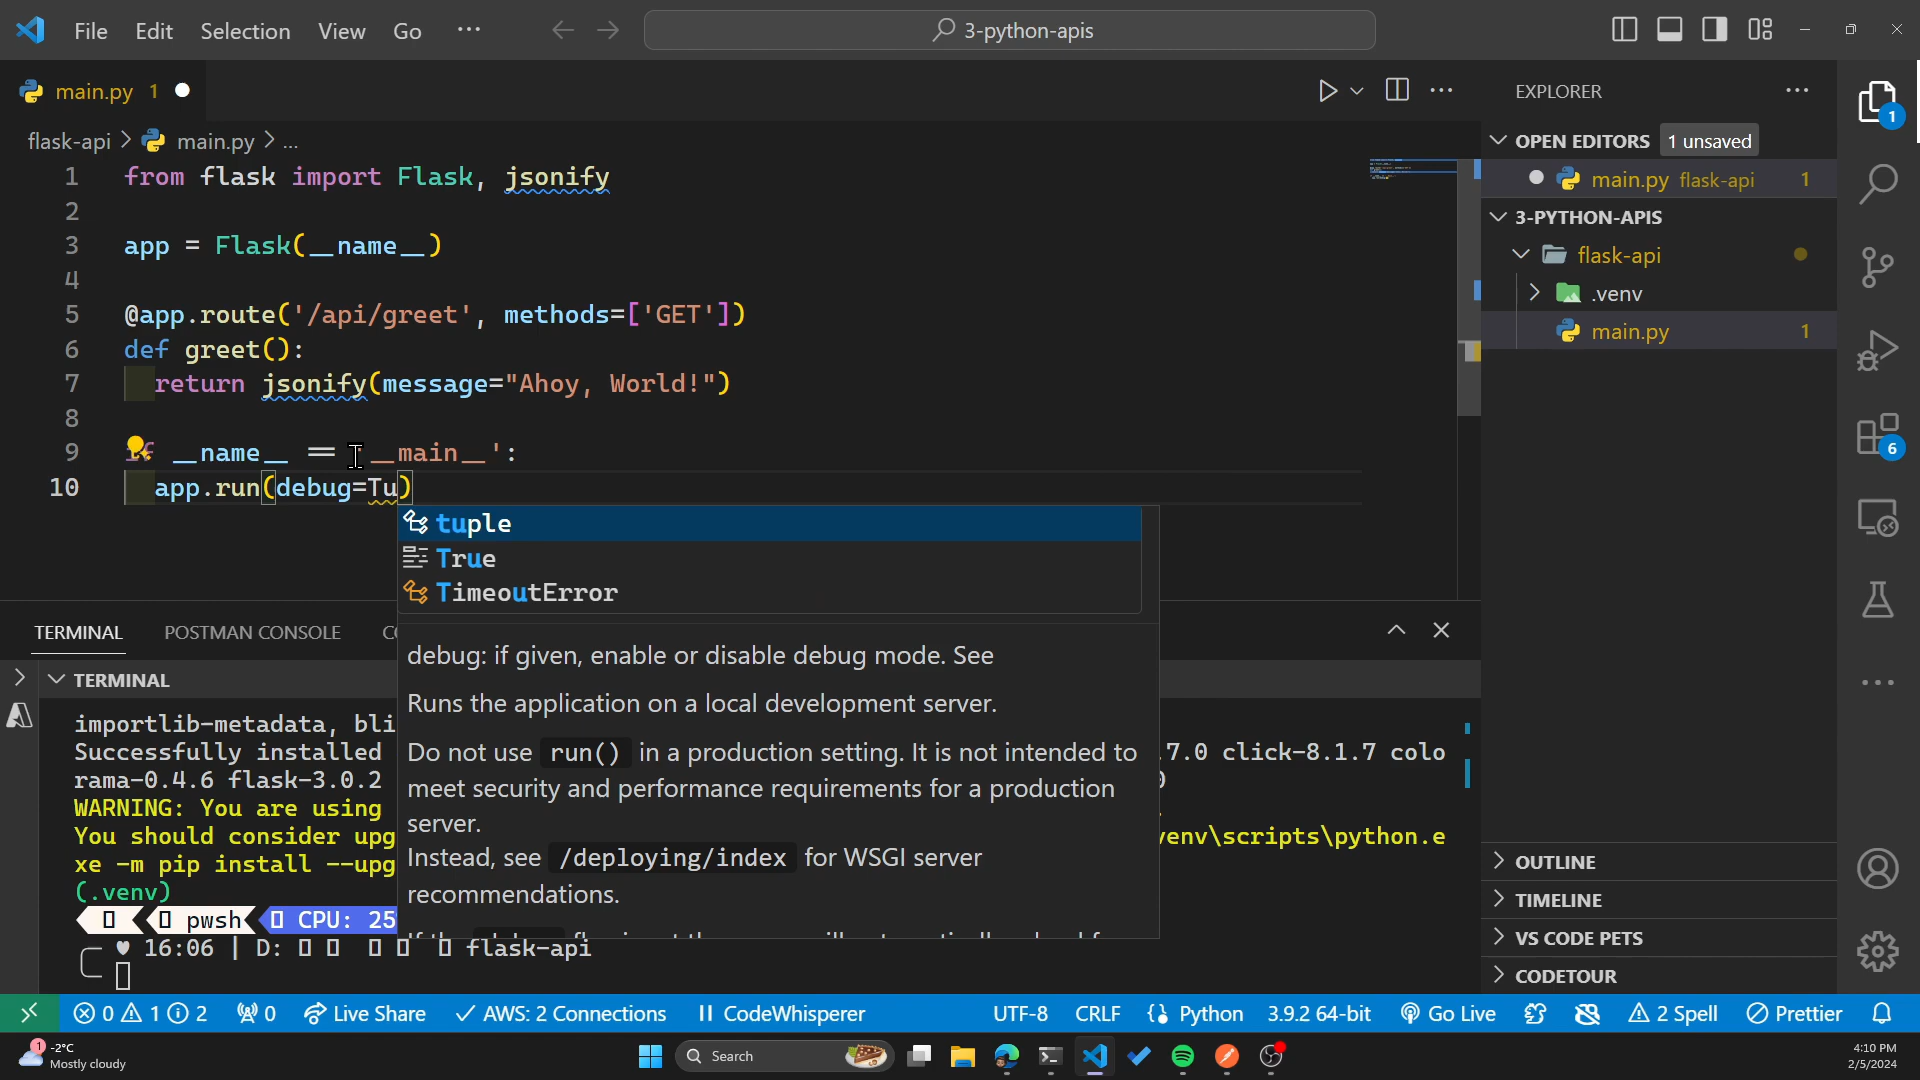 File Edit Selection View Go ··· 3-python-apis
main.py 1
flask-api > main.py > ...
1 from flask import Flask, jsonify
2
3 app = Flask(__name__)
4
5 @app.route('/api/greet', methods=['GET'])
6 def greet():
7 return jsonify(message="Ahoy, World!")
8
9 if __name__ == '__main__':
10 app.run(debug=Tu)
tuple
True
TimeoutError
debug: if given, enable or disable debug mode. See
Runs the application on a local development server.
Do not use run() in a production setting. It is not intended to
meet security and performance requirements for a production
server.
Instead, see /deploying/index for WSGI server
recommendations.
EXPLORER
OPEN EDITORS 1 unsaved
main.py flask-api 1
3-PYTHON-APIS
flask-api
.venv
main.py 1
OUTLINE
TIMELINE
VS CODE PETS
CODETOUR
1
6
TERMINAL POSTMAN CONSOLE
TERMINAL
importlib-metadata, bli
Successfully installed .7.0 click-8.1.7 colo
rama-0.4.6 flask-3.0.2
WARNING: You are using
You should consider upg venv\scripts\python.e
xe -m pip install --upg
(.venv)
pwsh CPU: 25
16:06 | D: flask-api
0 1 2 0 Live Share AWS: 2 Connections CodeWhisperer UTF-8 CRLF Python 3.9.2 64-bit Go Live 2 Spell Prettier
1 -2°C
Mostly cloudy
Search
4:10 PM
2/5/2024